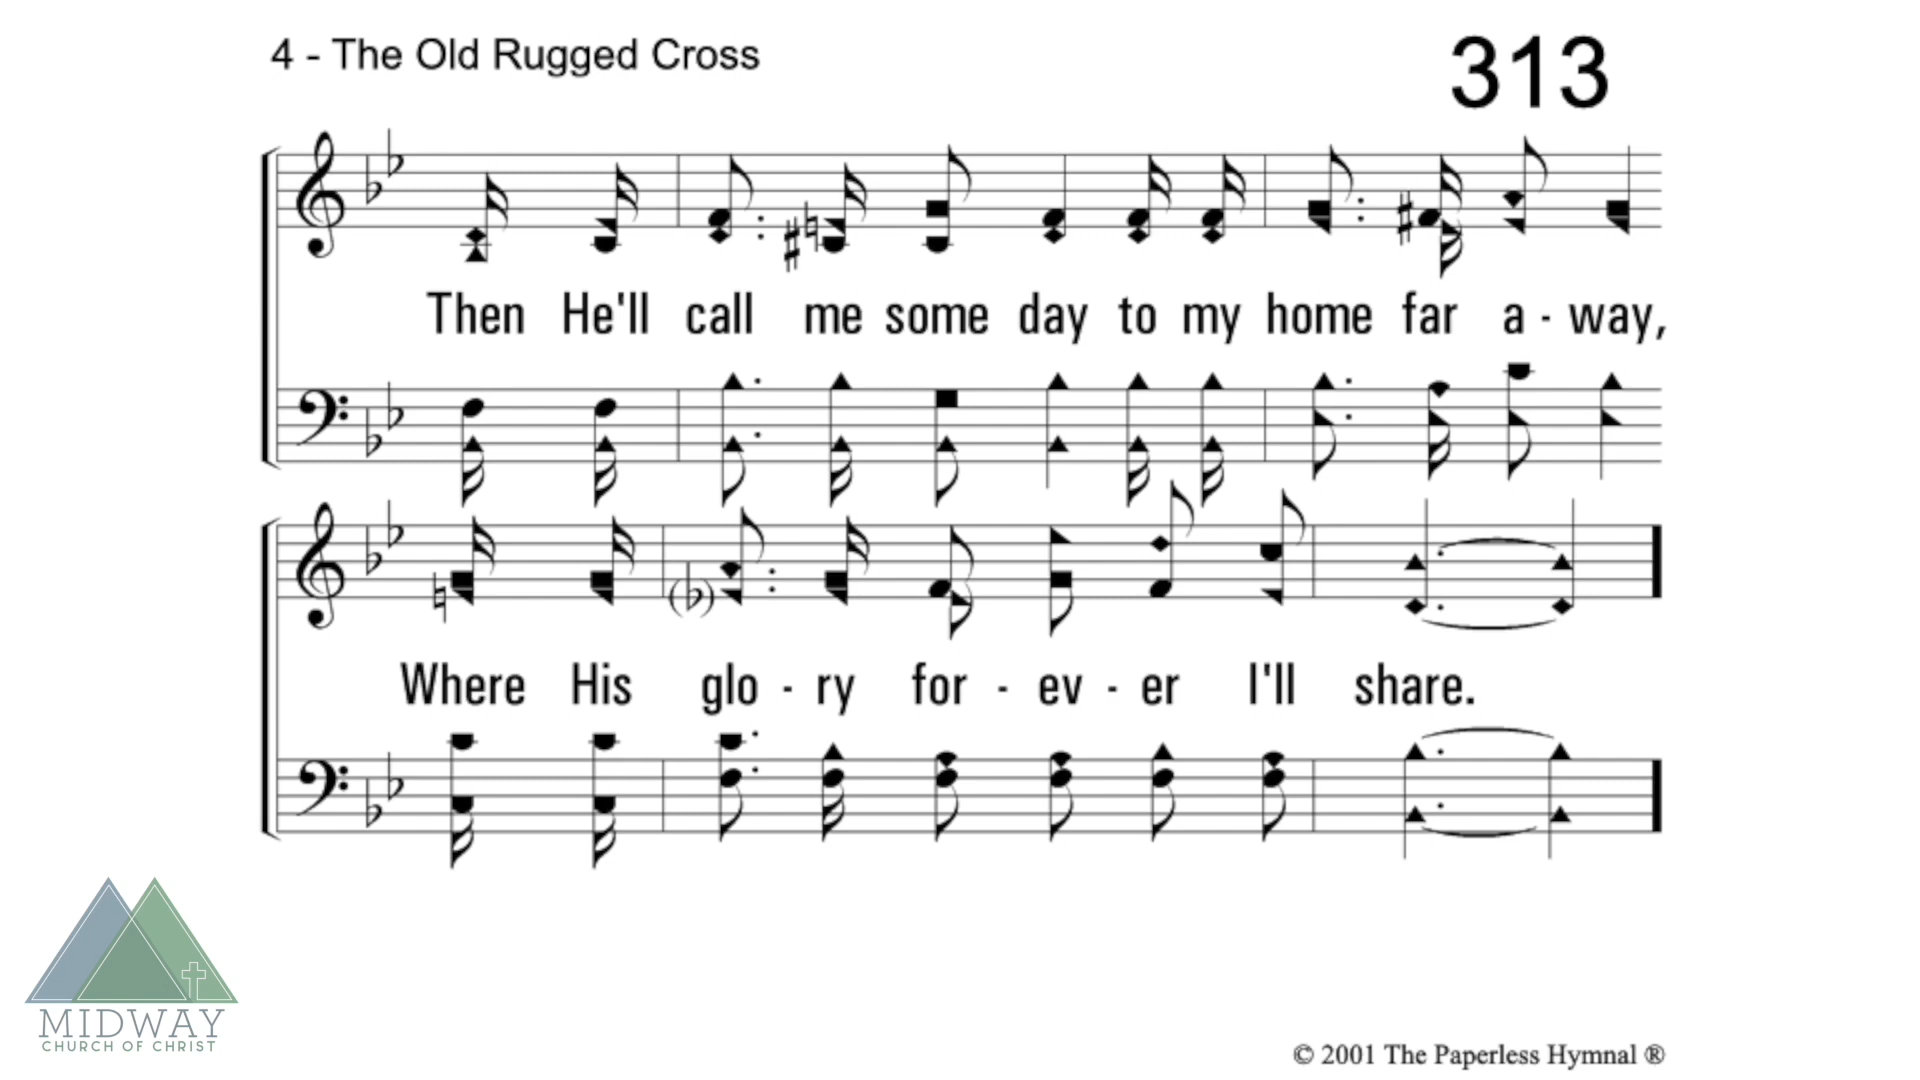 4 - The Old Rugged Cross
313
Then He'll call me some day to my home far a - way,
Where His glo - ry for - ev - er I'll share.
MIDWAY
CHURCH OF CHRIST
© 2001 The Paperless Hymnal ®